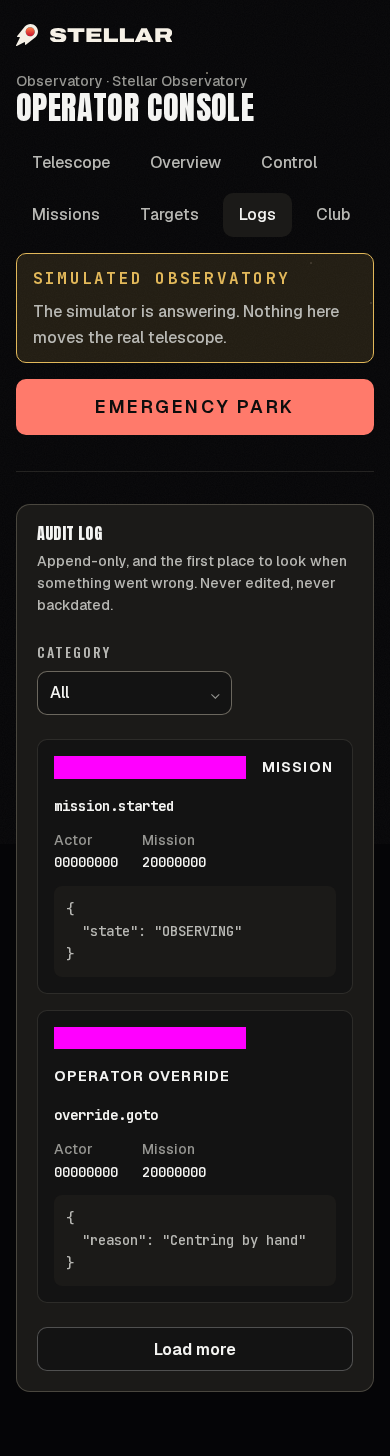 STELLAR
Observatory · Stellar Observatory
OPERATOR CONSOLE
Telescope Overview Control
Missions Targets Logs Club
SIMULATED OBSERVATORY
The simulator is answering. Nothing here
moves the real telescope.
EMERGENCY PARK
AUDIT LOG
Append-only, and the first place to look when
something went wrong. Never edited, never
backdated.
CATEGORY
All
MISSION
mission.started
Actor Mission
00000000 20000000
{
"state": "OBSERVING"
}
OPERATOR OVERRIDE
override.goto
Actor Mission
00000000 20000000
{
"reason": "Centring by hand"
}
Load more